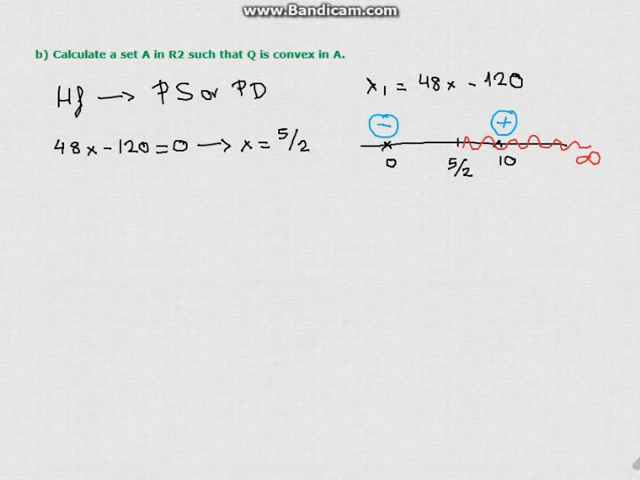 www.Bandicam.com
b) Calculate a set A in R2 such that Q is convex in A.
Hf → PS or PD
x₁ = 48x - 120
48x - 120 = 0 → x = 5/2
- +
0 5/2 10 ∞